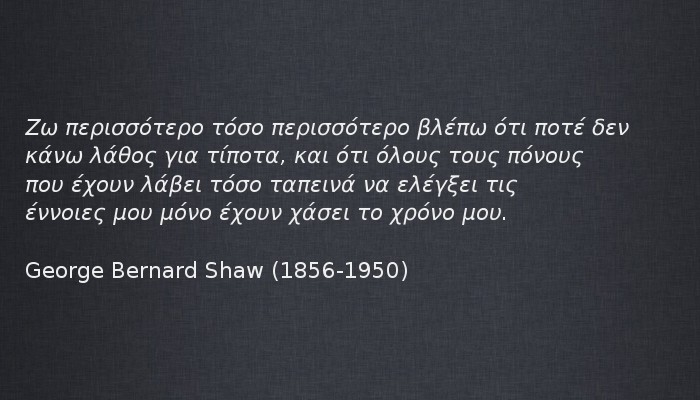 Ζω περισσότερο τόσο περισσότερο βλέπω ότι ποτέ δεν
κάνω λάθος για τίποτα, και ότι όλους τους πόνους
που έχουν λάβει τόσο ταπεινά να ελέγξει τις
έννοιες μου μόνο έχουν χάσει το χρόνο μου.
George Bernard Shaw (1856-1950)